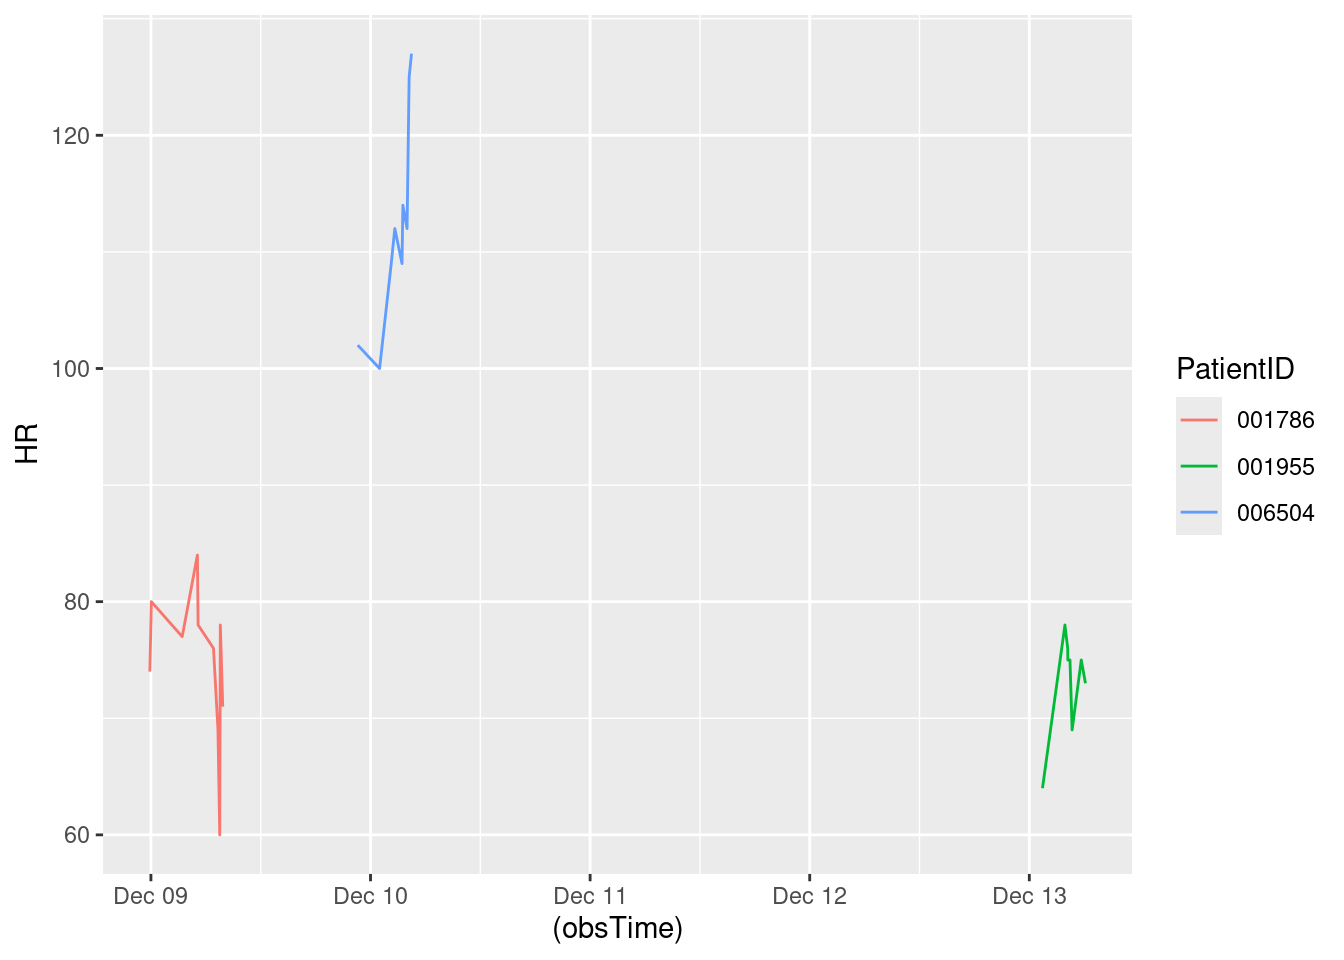 120
100
80
60
HR
Dec 09
Dec 10
Dec 11
Dec 12
Dec 13
(obsTime)
PatientID
001786
001955
006504